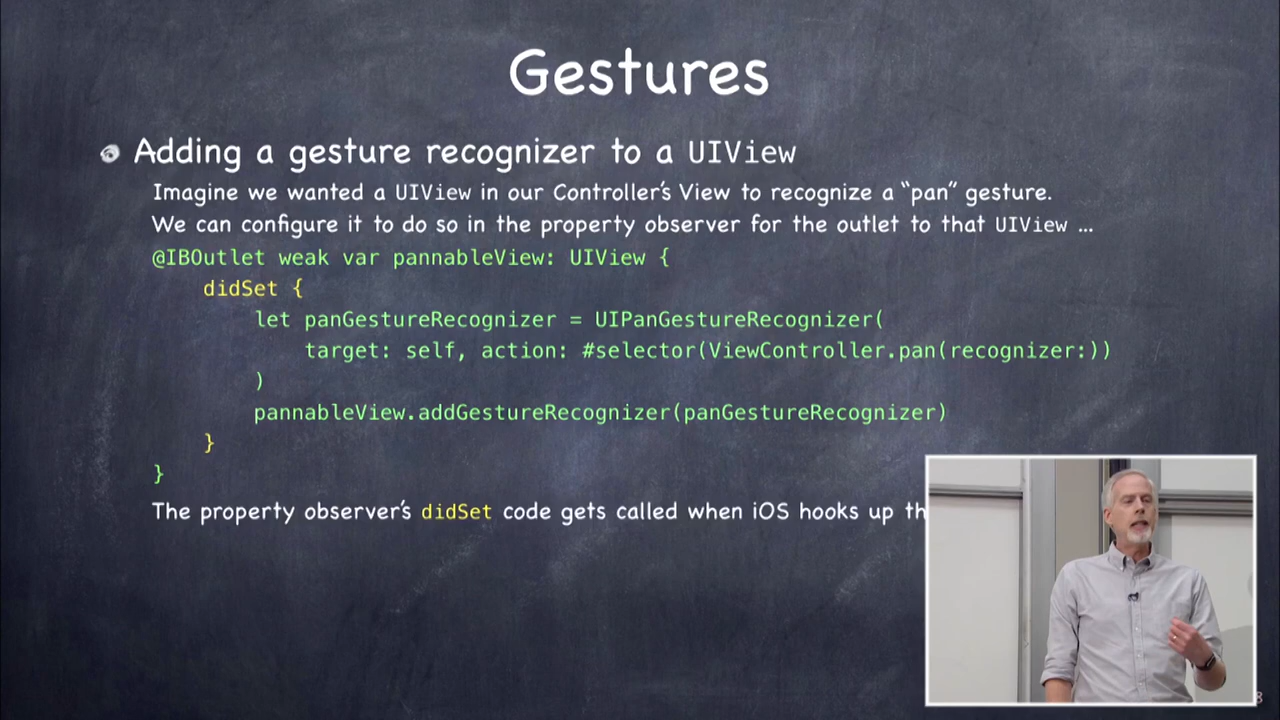 Gestures
Adding a gesture recognizer to a UIView
Imagine we wanted a UIView in our Controller's View to recognize a “pan” gesture.
We can configure it to do so in the property observer for the outlet to that UIView ...
@IBOutlet weak var pannableView: UIView {
didSet {
let panGestureRecognizer = UIPanGestureRecognizer(
target: self, action: #selector(ViewController.pan(recognizer:))
)
pannableView.addGestureRecognizer(panGestureRecognizer)
}
}
The property observer's didSet code gets called when iOS hooks up th
8